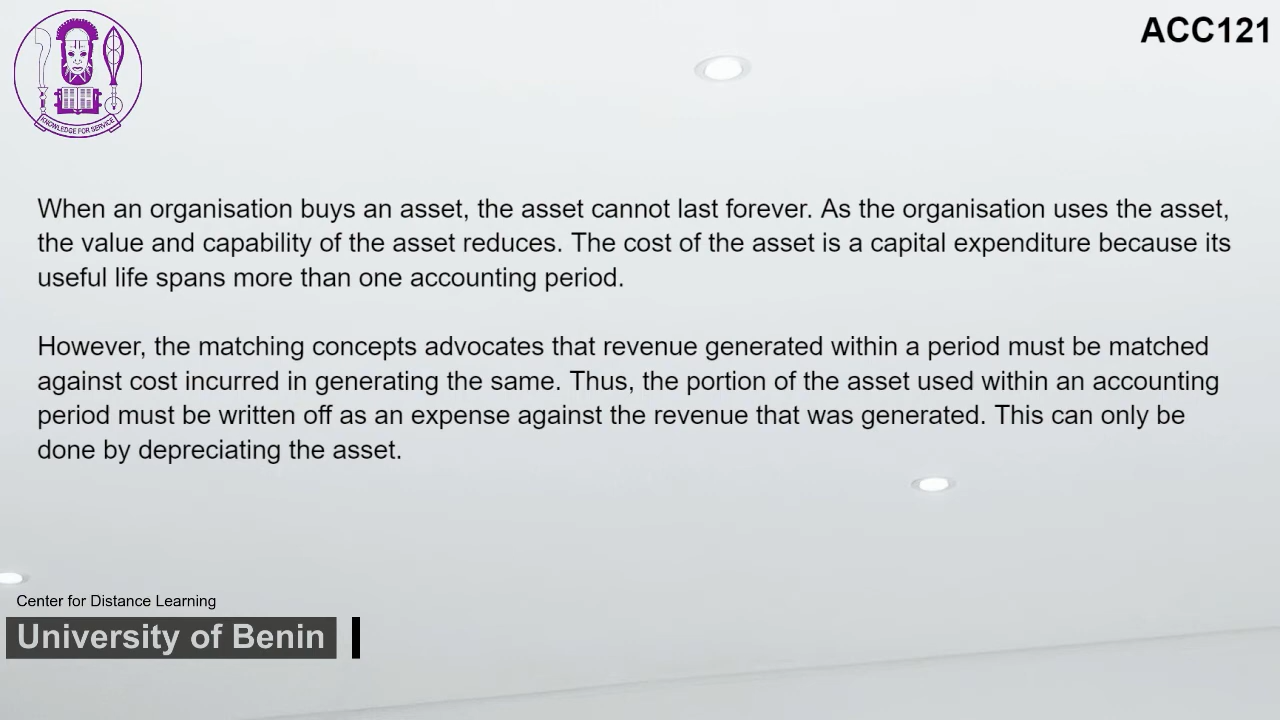 ACC121
KNOWLEDGE FOR SERVICE
When an organisation buys an asset, the asset cannot last forever. As the organisation uses the asset,
the value and capability of the asset reduces. The cost of the asset is a capital expenditure because its
useful life spans more than one accounting period.
However, the matching concepts advocates that revenue generated within a period must be matched
against cost incurred in generating the same. Thus, the portion of the asset used within an accounting
period must be written off as an expense against the revenue that was generated. This can only be
done by depreciating the asset.
Center for Distance Learning
University of Benin